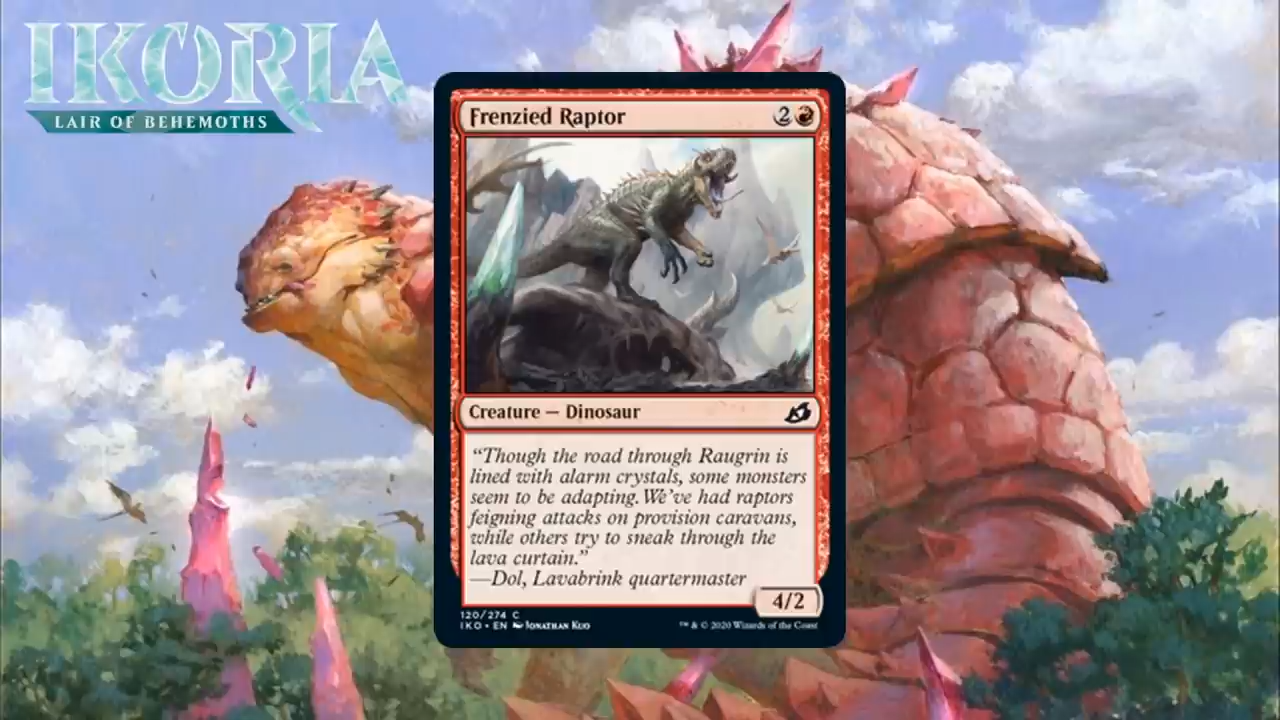 IKORIA
LAIR OF BEHEMOTHS
Frenzied Raptor 2
Creature — Dinosaur
“Though the road through Raugrin is
lined with alarm crystals, some monsters
seem to be adapting. We’ve had raptors
feigning attacks on provision caravans,
while others try to sneak through the
lava curtain.”
—Dol, Lavabrink quartermaster
4/2
120/274 C
IKO • EN Jonathan Kuo
™ & © 2020 Wizards of the Coast